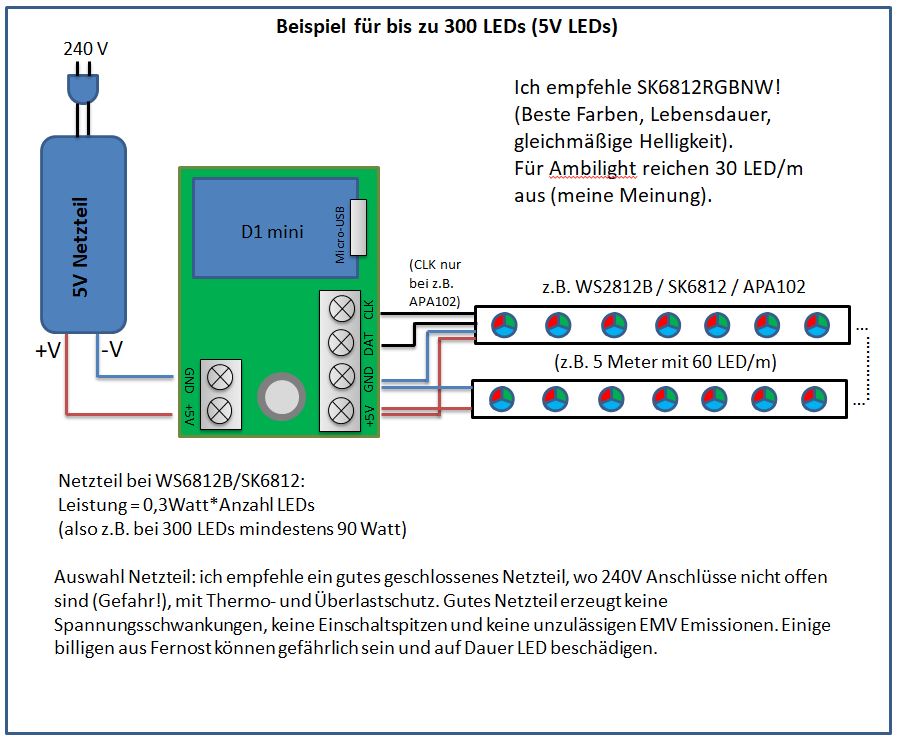 Beispiel für bis zu 300 LEDs (5V LEDs)
240 V
Ich empfehle SK6812RGBNW!
(Beste Farben, Lebensdauer,
gleichmäßige Helligkeit).
Für Ambilight reichen 30 LED/m
aus (meine Meinung).
5V Netzteil
D1 mini
Micro-USB
(CLK nur
bei z.B.
APA102)
z.B. WS2812B / SK6812 / APA102
CLK
DAT
GND
+5V
GND
+5V
+V
-V
...
(z.B. 5 Meter mit 60 LED/m)
...
Netzteil bei WS6812B/SK6812:
Leistung = 0,3Watt*Anzahl LEDs
(also z.B. bei 300 LEDs mindestens 90 Watt)
Auswahl Netzteil: ich empfehle ein gutes geschlossenes Netzteil, wo 240V Anschlüsse nicht offen
sind (Gefahr!), mit Thermo- und Überlastschutz. Gutes Netzteil erzeugt keine
Spannungsschwankungen, keine Einschaltspitzen und keine unzulässigen EMV Emissionen. Einige
billigen aus Fernost können gefährlich sein und auf Dauer LED beschädigen.